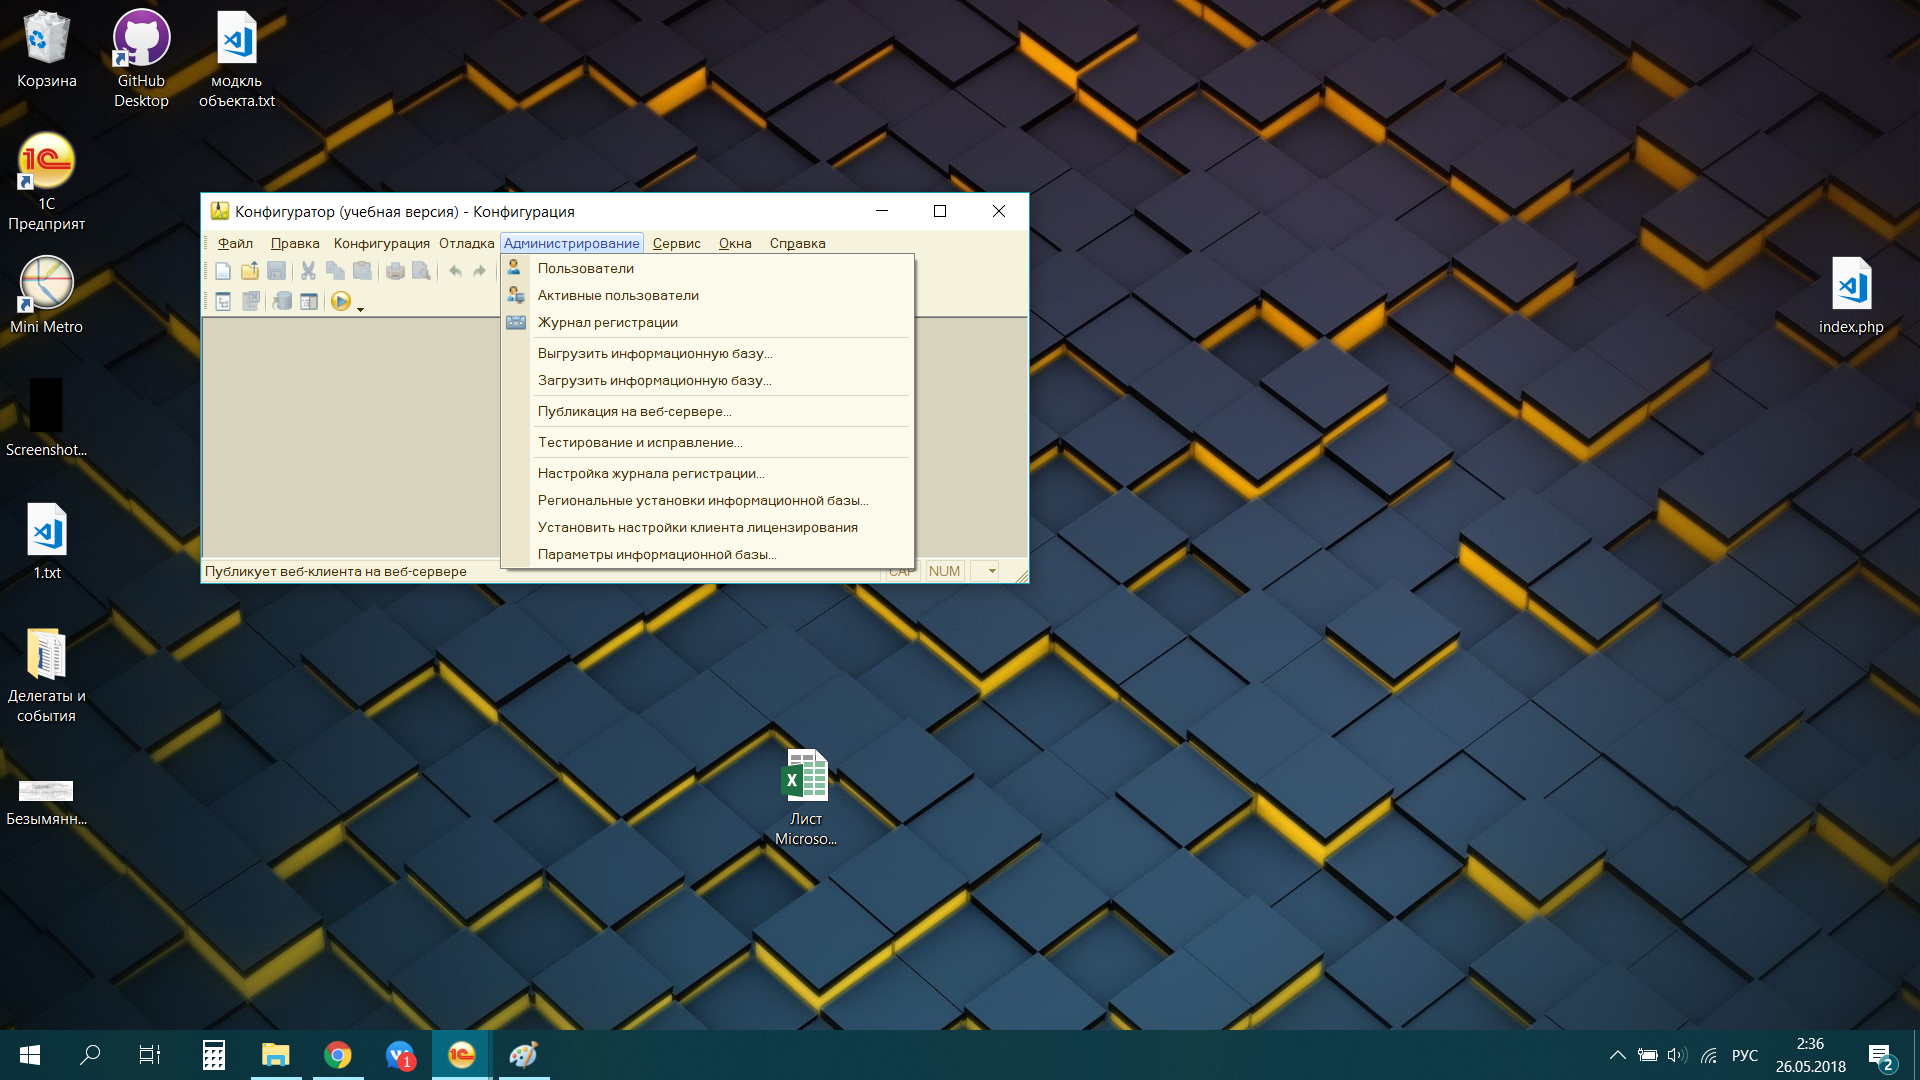 Корзина
GitHub
Desktop
модкль
объекта.txt
1С
Предприят
Mini Metro
Screenshot...
1.txt
Делегаты и
события
Безымянн...
Конфигуратор (учебная версия) - Конфигурация
Файл Правка Конфигурация Отладка Администрирование Сервис Окна Справка
Пользователи
Активные пользователи
Журнал регистрации
Выгрузить информационную базу...
Загрузить информационную базу...
Публикация на веб-сервере...
Тестирование и исправление...
Настройка журнала регистрации...
Региональные установки информационной базы...
Установить настройки клиента лицензирования
Параметры информационной базы...
Публикует веб-клиента на веб-сервере CAP NUM
index.php
Лист
Microso...
1
РУС
2:36
26.05.2018
2